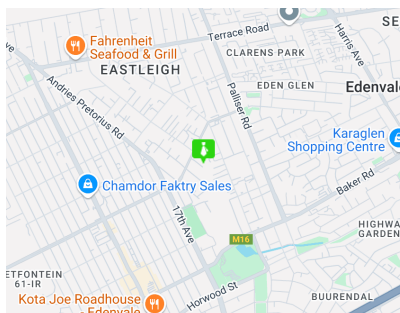 Terrace Road
SE
Fahrenheit
Seafood & Grill
CLARENS PARK
Harris Ave
EASTLEIGH
EDEN GLEN
Edenvale
Andries Pretorius Rd
Palliser Rd
Karaglen
Shopping Centre
Chamdor Faktry Sales
Baker Rd
17th Ave
HIGHWAY
GARDENS
M16
ETFONTEIN
61-IR
Kota Joe Roadhouse
- Edenvale
Horwood St
BUURENDAL